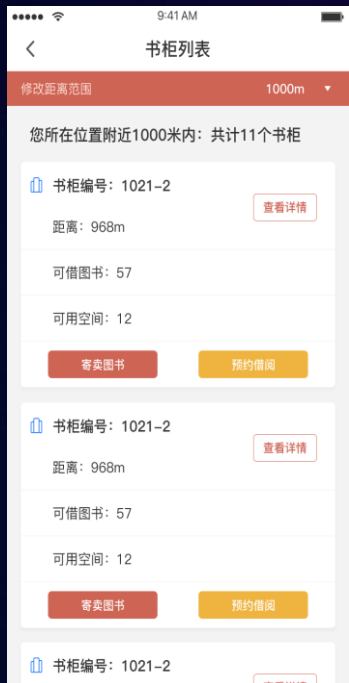 9:41 AM
书柜列表
修改距离范围 1000m
您所在位置附近1000米内：共计11个书柜
书柜编号：1021-2
查看详情
距离：968m
可借图书：57
可用空间：12
寄卖图书 预约借阅
书柜编号：1021-2
查看详情
距离：968m
可借图书：57
可用空间：12
寄卖图书 预约借阅
书柜编号：1021-2